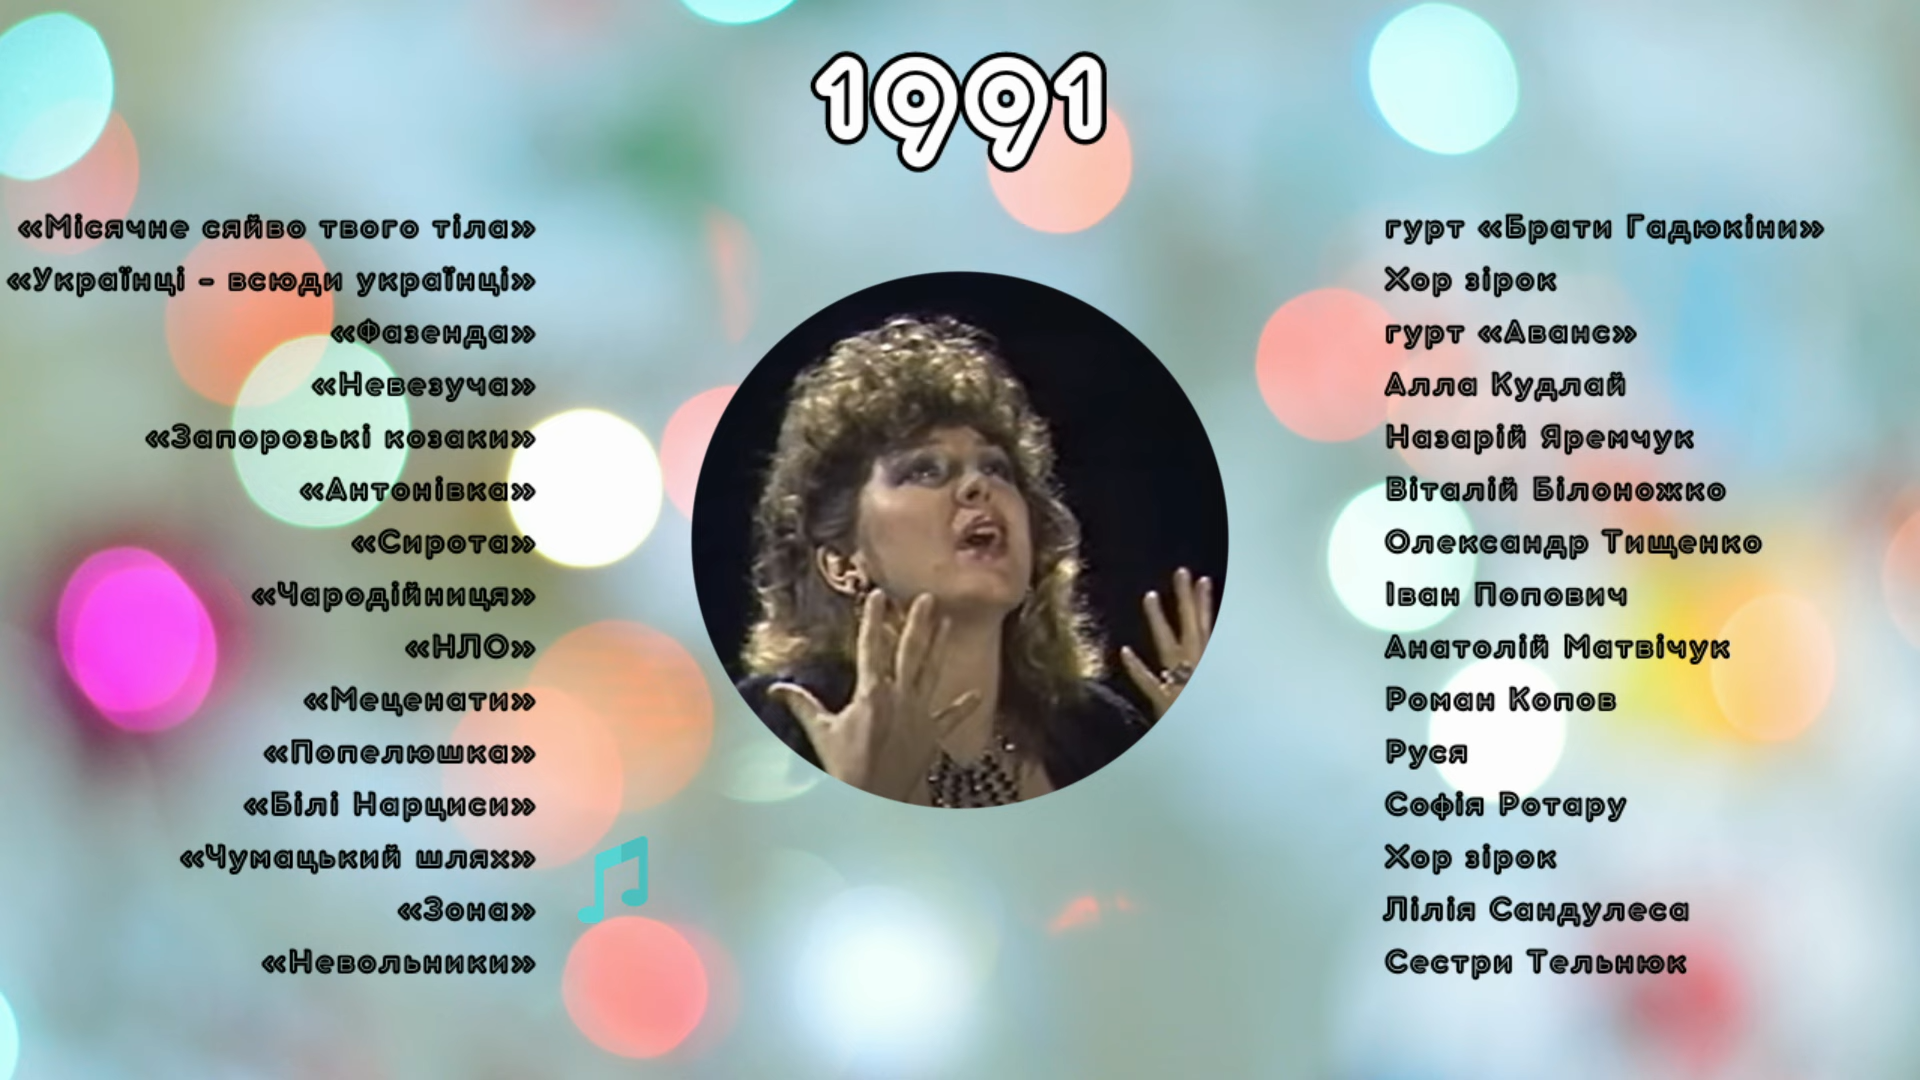 1991
«Місячне сяйво твого тіла» гурт «Брати Гадюкіни»
«Українці - всюди українці» Хор зірок
«Фазенда» гурт «Аванс»
«Невезуча» Алла Кудлай
«Запорозькі козаки» Назарій Яремчук
«Антонівка» Віталій Білоножко
«Сирота» Олександр Тищенко
«Чародійниця» Іван Попович
«НЛО» Анатолій Матвічук
«Меценати» Роман Копов
«Попелюшка» Руся
«Білі Нарциси» Софія Ротару
«Чумацький шлях» Хор зірок
«Зона» Лілія Сандулеса
«Невольники» Сестри Тельнюк